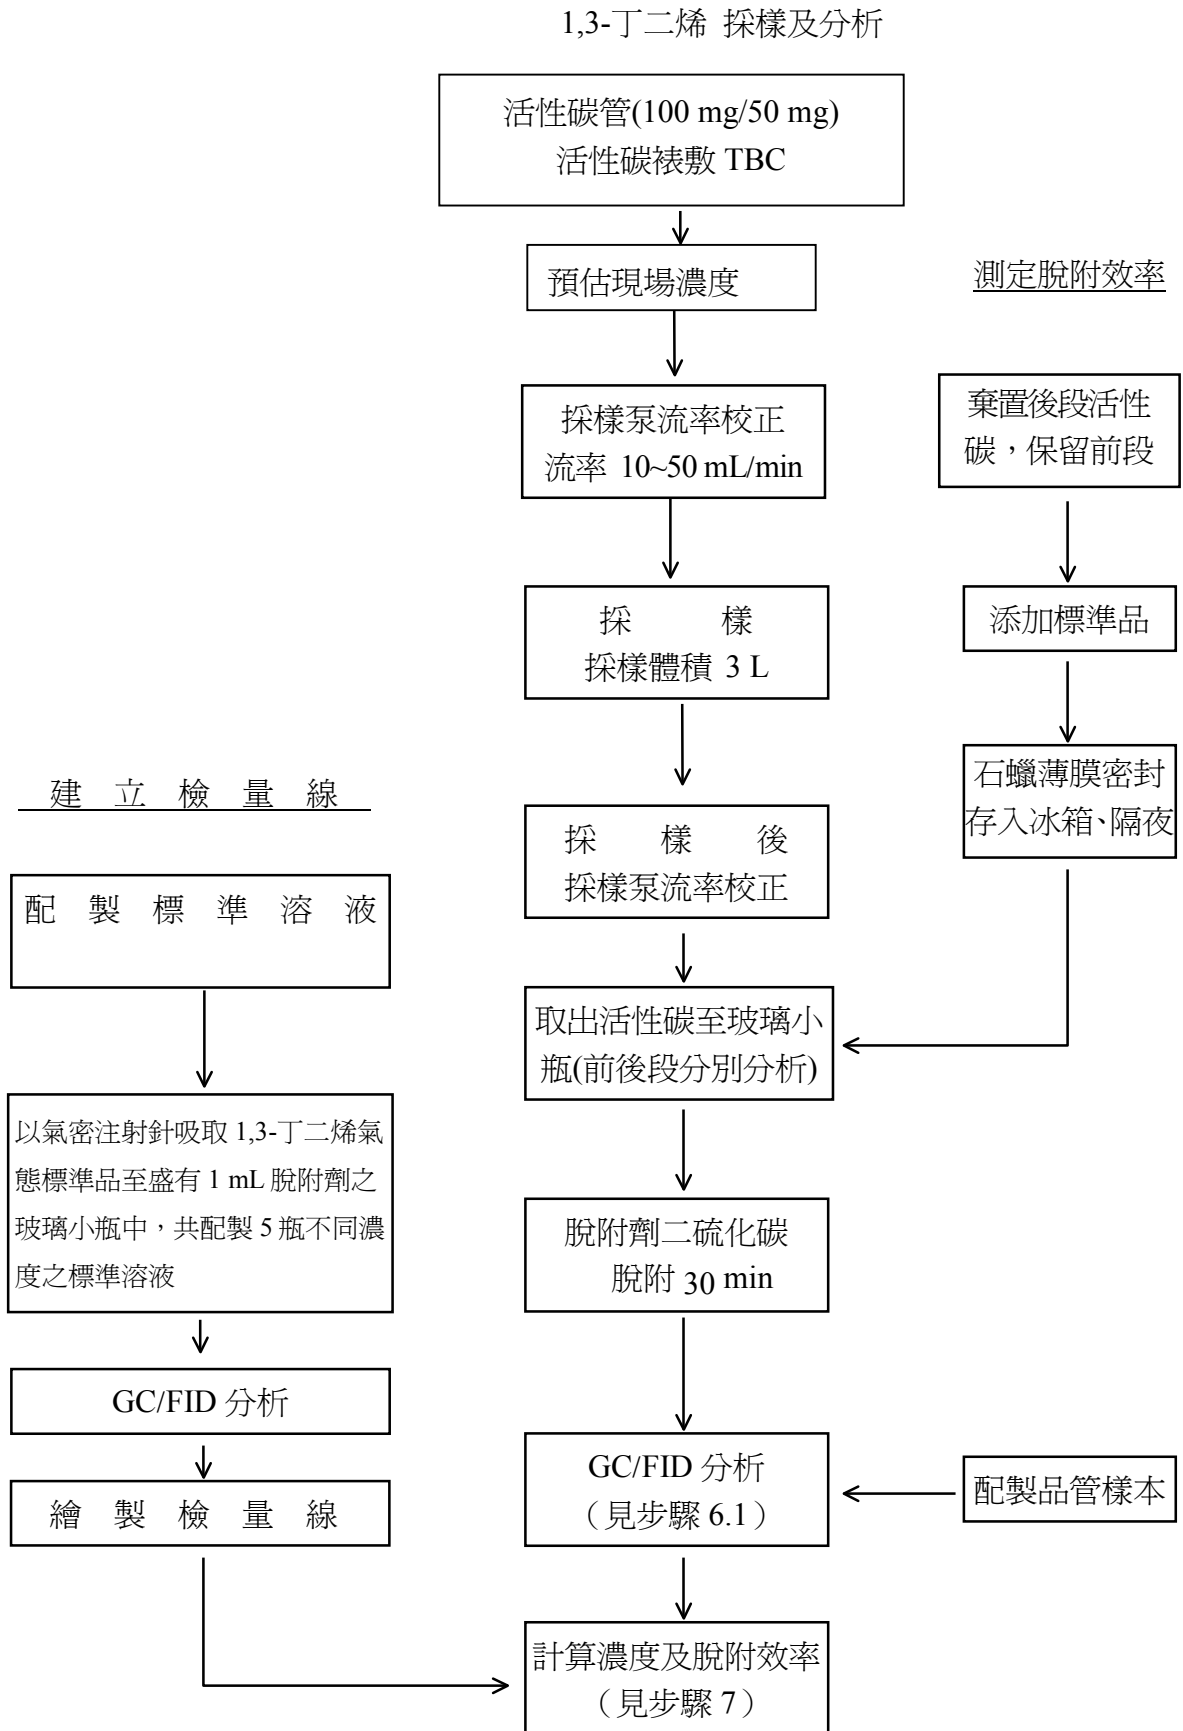 1,3-丁二烯 採樣及分析
活性碳管(100 mg/50 mg)
活性碳裱敷 TBC
預估現場濃度
採樣泵流率校正
流率 10~50 mL/min
採 樣
採樣體積 3 L
採 樣 後
採樣泵流率校正
取出活性碳至玻璃小
瓶(前後段分別分析)
脫附劑二硫化碳
脫附 30 min
GC/FID 分析
（見步驟 6.1）
計算濃度及脫附效率
（見步驟 7）
測定脫附效率
棄置後段活性
碳，保留前段
添加標準品
石蠟薄膜密封
存入冰箱、隔夜
配製品管樣本
建 立 檢 量 線
配 製 標 準 溶 液
以氣密注射針吸取 1,3-丁二烯氣
態標準品至盛有 1 mL 脫附劑之
玻璃小瓶中，共配製 5 瓶不同濃
度之標準溶液
GC/FID 分析
繪 製 檢 量 線